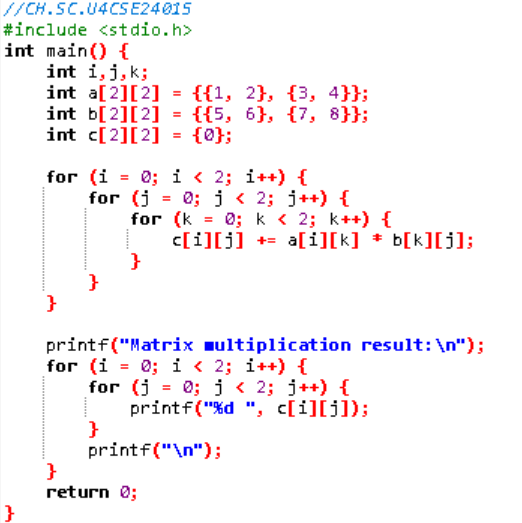 //CH.SC.U4CSE24015
#include <stdio.h>
int main() {
    int i,j,k;
    int a[2][2] = {{1, 2}, {3, 4}};
    int b[2][2] = {{5, 6}, {7, 8}};
    int c[2][2] = {0};

    for (i = 0; i < 2; i++) {
        for (j = 0; j < 2; j++) {
            for (k = 0; k < 2; k++) {
                c[i][j] += a[i][k] * b[k][j];
            }
        }
    }

    printf("Matrix multiplication result:\n");
    for (i = 0; i < 2; i++) {
        for (j = 0; j < 2; j++) {
            printf("%d ", c[i][j]);
        }
        printf("\n");
    }
    return 0;
}